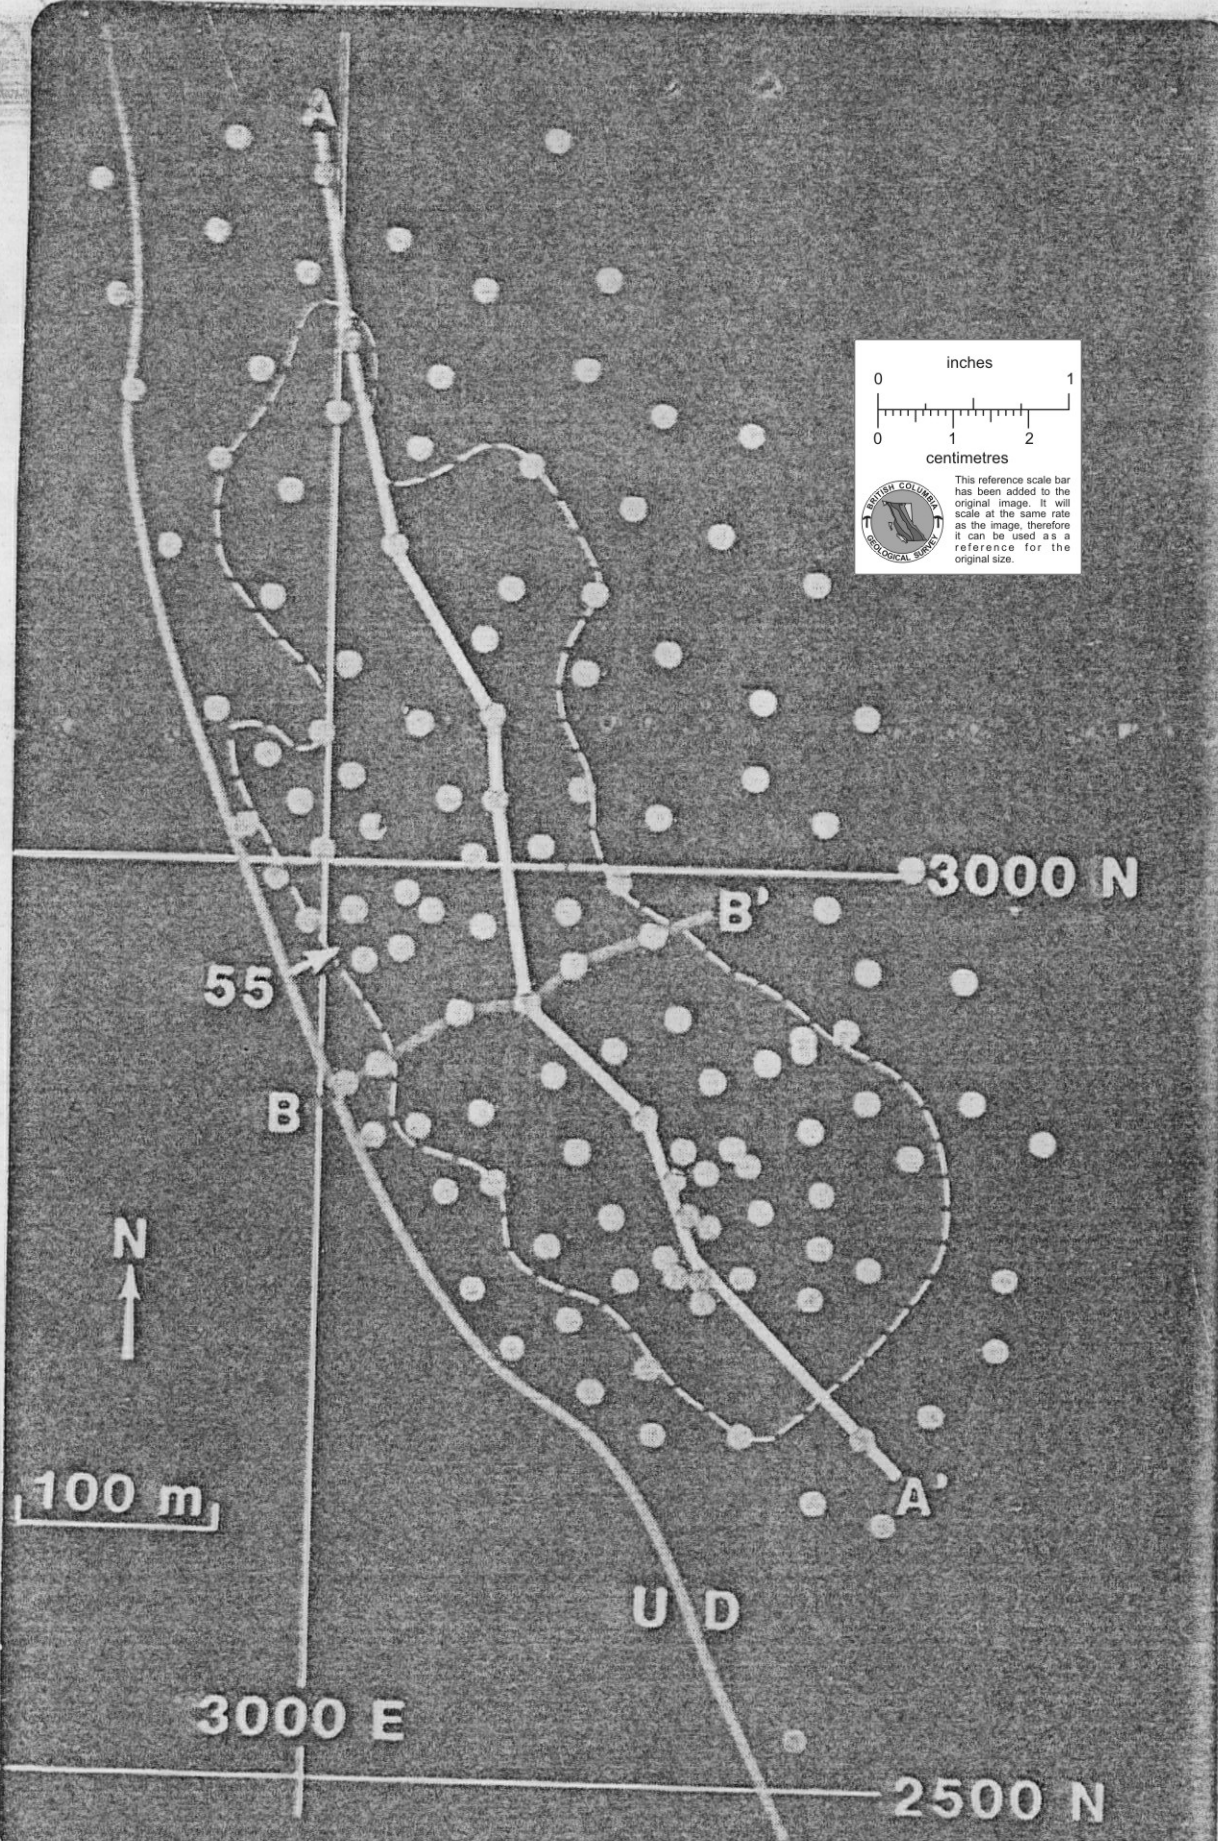 A
inches
0 1
0 1 2
centimetres
BRITISH COLUMBIA
GEOLOGICAL SURVEY
This reference scale bar
has been added to the
original image. It will
scale at the same rate
as the image, therefore
it can be used as a
reference for the
original size.
3000 N
B'
55
B
N
100 m
A'
U D
3000 E
2500 N